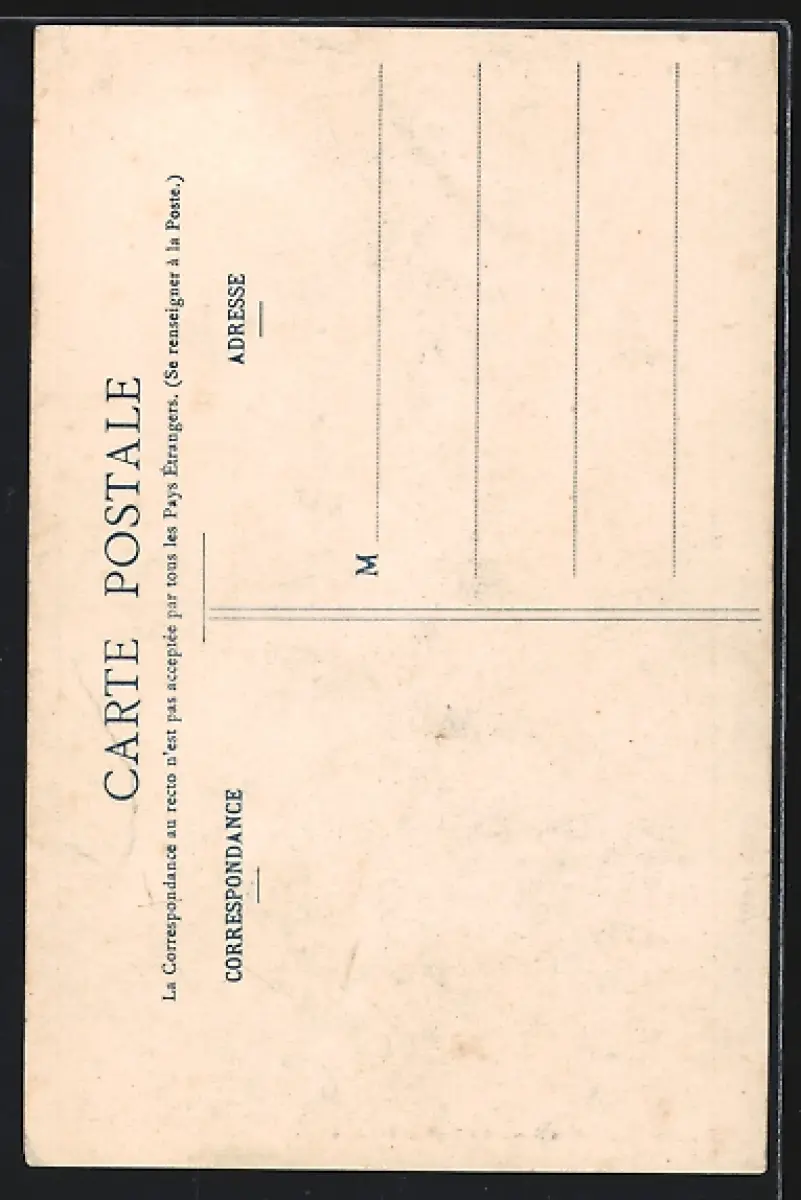 CARTE POSTALE
La Correspondance au recto n'est pas acceptée par tous les Pays Étrangers. (Se renseigner à la Poste.)
CORRESPONDANCE
ADRESSE
M